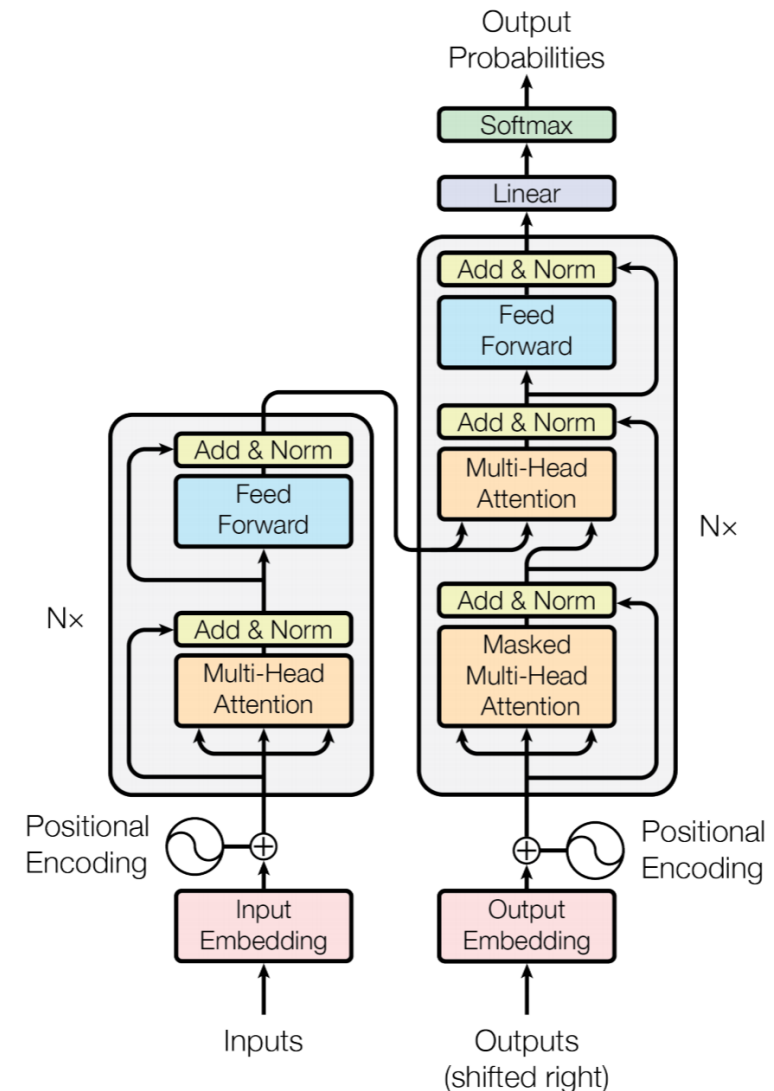 Output
Probabilities
Softmax
Linear
Add & Norm
Feed
Forward
Add & Norm
Multi-Head
Attention
N×
Add & Norm
Masked
Multi-Head
Attention
Add & Norm
Feed
Forward
Nx
Add & Norm
Multi-Head
Attention
Positional
Encoding
Positional
Encoding
Input
Embedding
Output
Embedding
Inputs
Outputs
(shifted right)